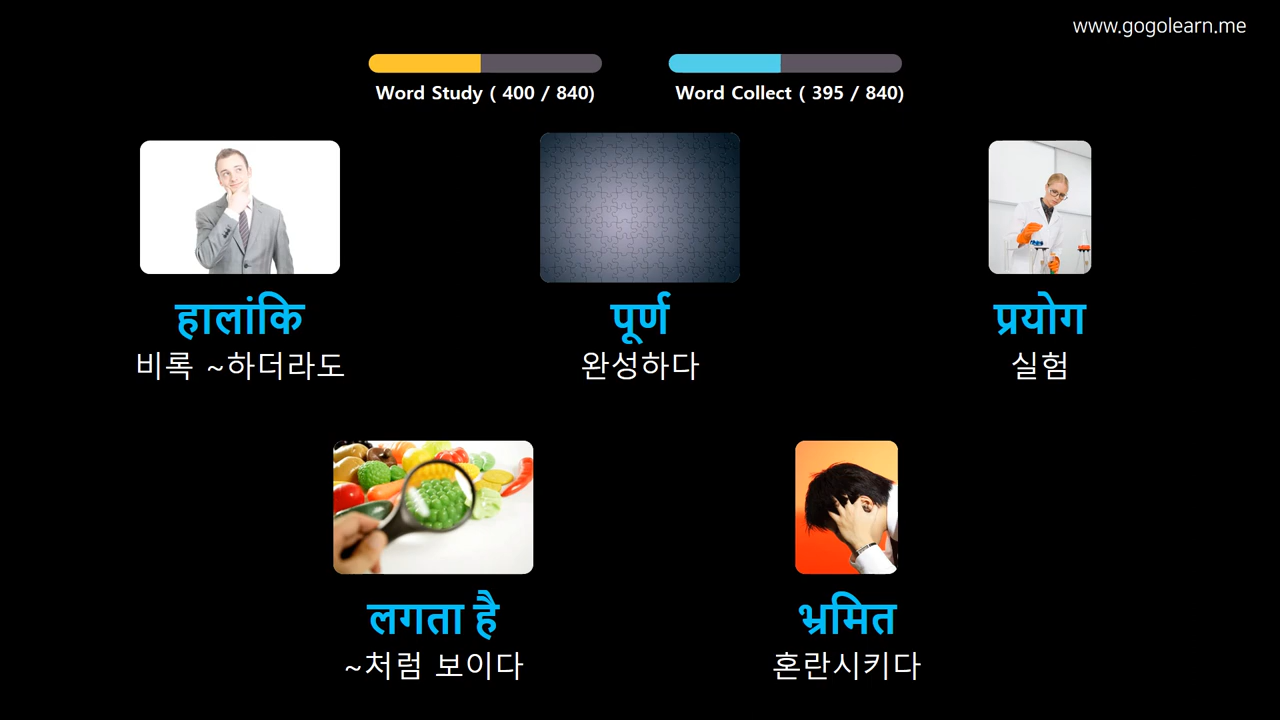 www.gogolearn.me
Word Study ( 400 / 840)
Word Collect ( 395 / 840)
हालांकि
비록 ~하더라도
पूर्ण
완성하다
प्रयोग
실험
लगता है
~처럼 보이다
भ्रमित
혼란시키다